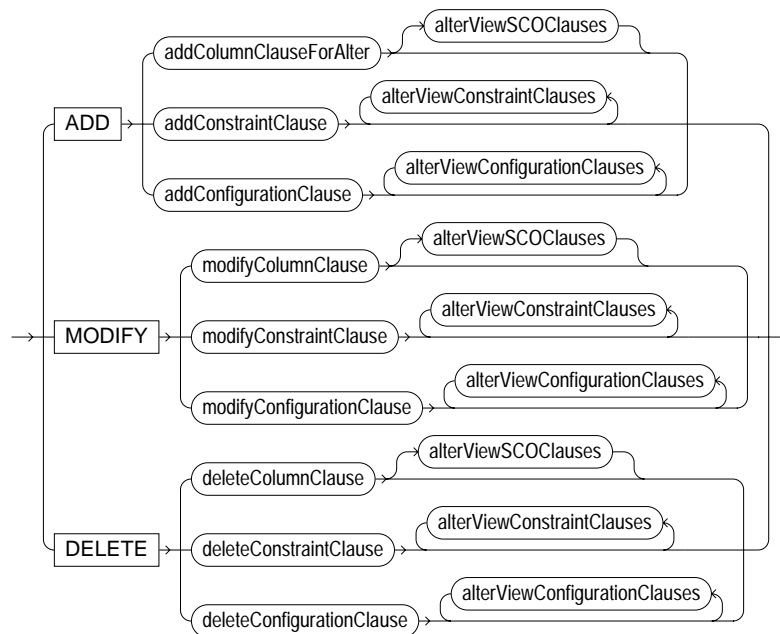 alterViewSCOClauses
addColumnClauseForAlter
alterViewConstraintClauses
ADD
addConstraintClause
alterViewConfigurationClauses
addConfigurationClause
alterViewSCOClauses
modifyColumnClause
alterViewConstraintClauses
MODIFY
modifyConstraintClause
alterViewConfigurationClauses
modifyConfigurationClause
alterViewSCOClauses
deleteColumnClause
alterViewConstraintClauses
DELETE
deleteConstraintClause
alterViewConfigurationClauses
deleteConfigurationClause